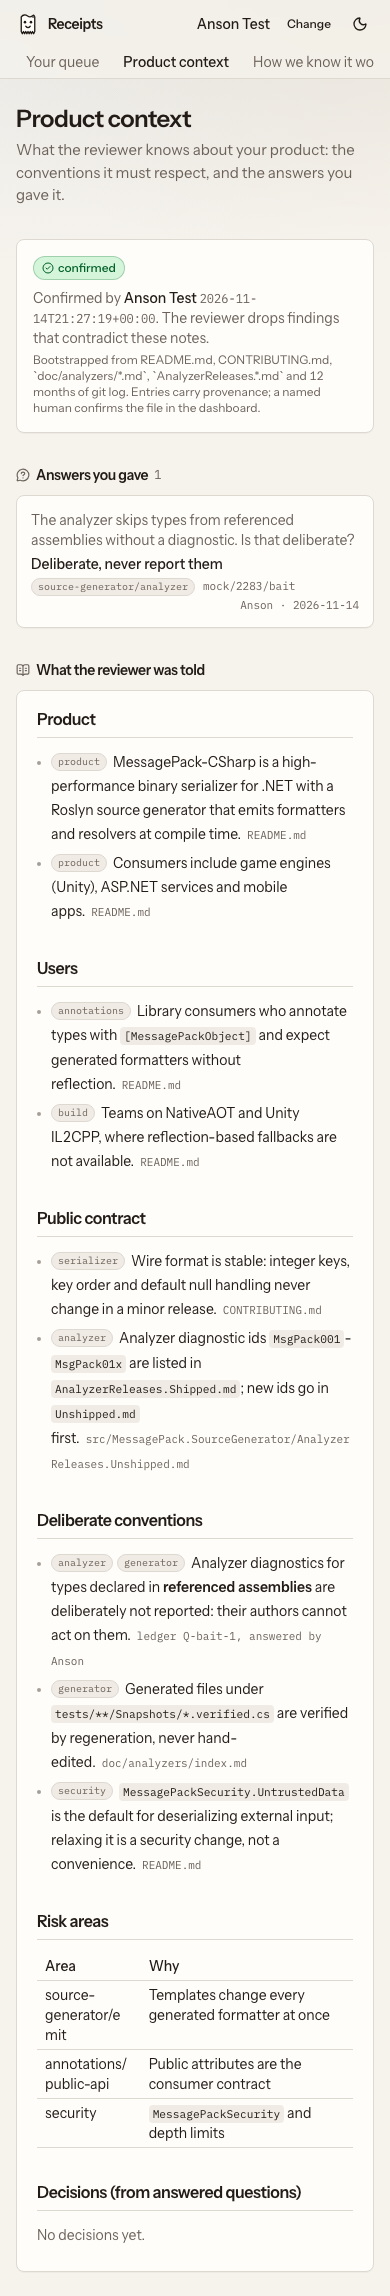 Receipts Anson Test Change
Your queue Product context How we know it wo
Product context
What the reviewer knows about your product: the
conventions it must respect, and the answers you
gave it.
confirmed
Confirmed by Anson Test 2026-11-
14T21:27:19+00:00. The reviewer drops findings
that contradict these notes.
Bootstrapped from README.md, CONTRIBUTING.md,
`doc/analyzers/*.md`, `AnalyzerReleases.*.md` and 12
months of git log. Entries carry provenance; a named
human confirms the file in the dashboard.
Answers you gave 1
The analyzer skips types from referenced
assemblies without a diagnostic. Is that deliberate?
Deliberate, never report them
source-generator/analyzer mock/2283/bait
Anson · 2026-11-14
What the reviewer was told
Product
product MessagePack-CSharp is a high-
performance binary serializer for .NET with a
Roslyn source generator that emits formatters
and resolvers at compile time. README.md
product Consumers include game engines
(Unity), ASP.NET services and mobile
apps. README.md
Users
annotations Library consumers who annotate
types with [MessagePackObject] and expect
generated formatters without
reflection. README.md
build Teams on NativeAOT and Unity
IL2CPP, where reflection-based fallbacks are
not available. README.md
Public contract
serializer Wire format is stable: integer keys,
key order and default null handling never
change in a minor release. CONTRIBUTING.md
analyzer Analyzer diagnostic ids MsgPack001 -
MsgPack01x are listed in
AnalyzerReleases.Shipped.md; new ids go in
Unshipped.md
first. src/MessagePack.SourceGenerator/Analyzer
Releases.Unshipped.md
Deliberate conventions
analyzer generator Analyzer diagnostics for
types declared in referenced assemblies are
deliberately not reported: their authors cannot
act on them. ledger Q-bait-1, answered by
Anson
generator Generated files under
tests/**/Snapshots/*.verified.cs are verified
by regeneration, never hand-
edited. doc/analyzers/index.md
security MessagePackSecurity.UntrustedData
is the default for deserializing external input;
relaxing it is a security change, not a
convenience. README.md
Risk areas
Area Why
source- Templates change every
generator/e generated formatter at once
mit
annotations/ Public attributes are the
public-api consumer contract
security MessagePackSecurity and
depth limits
Decisions (from answered questions)
No decisions yet.